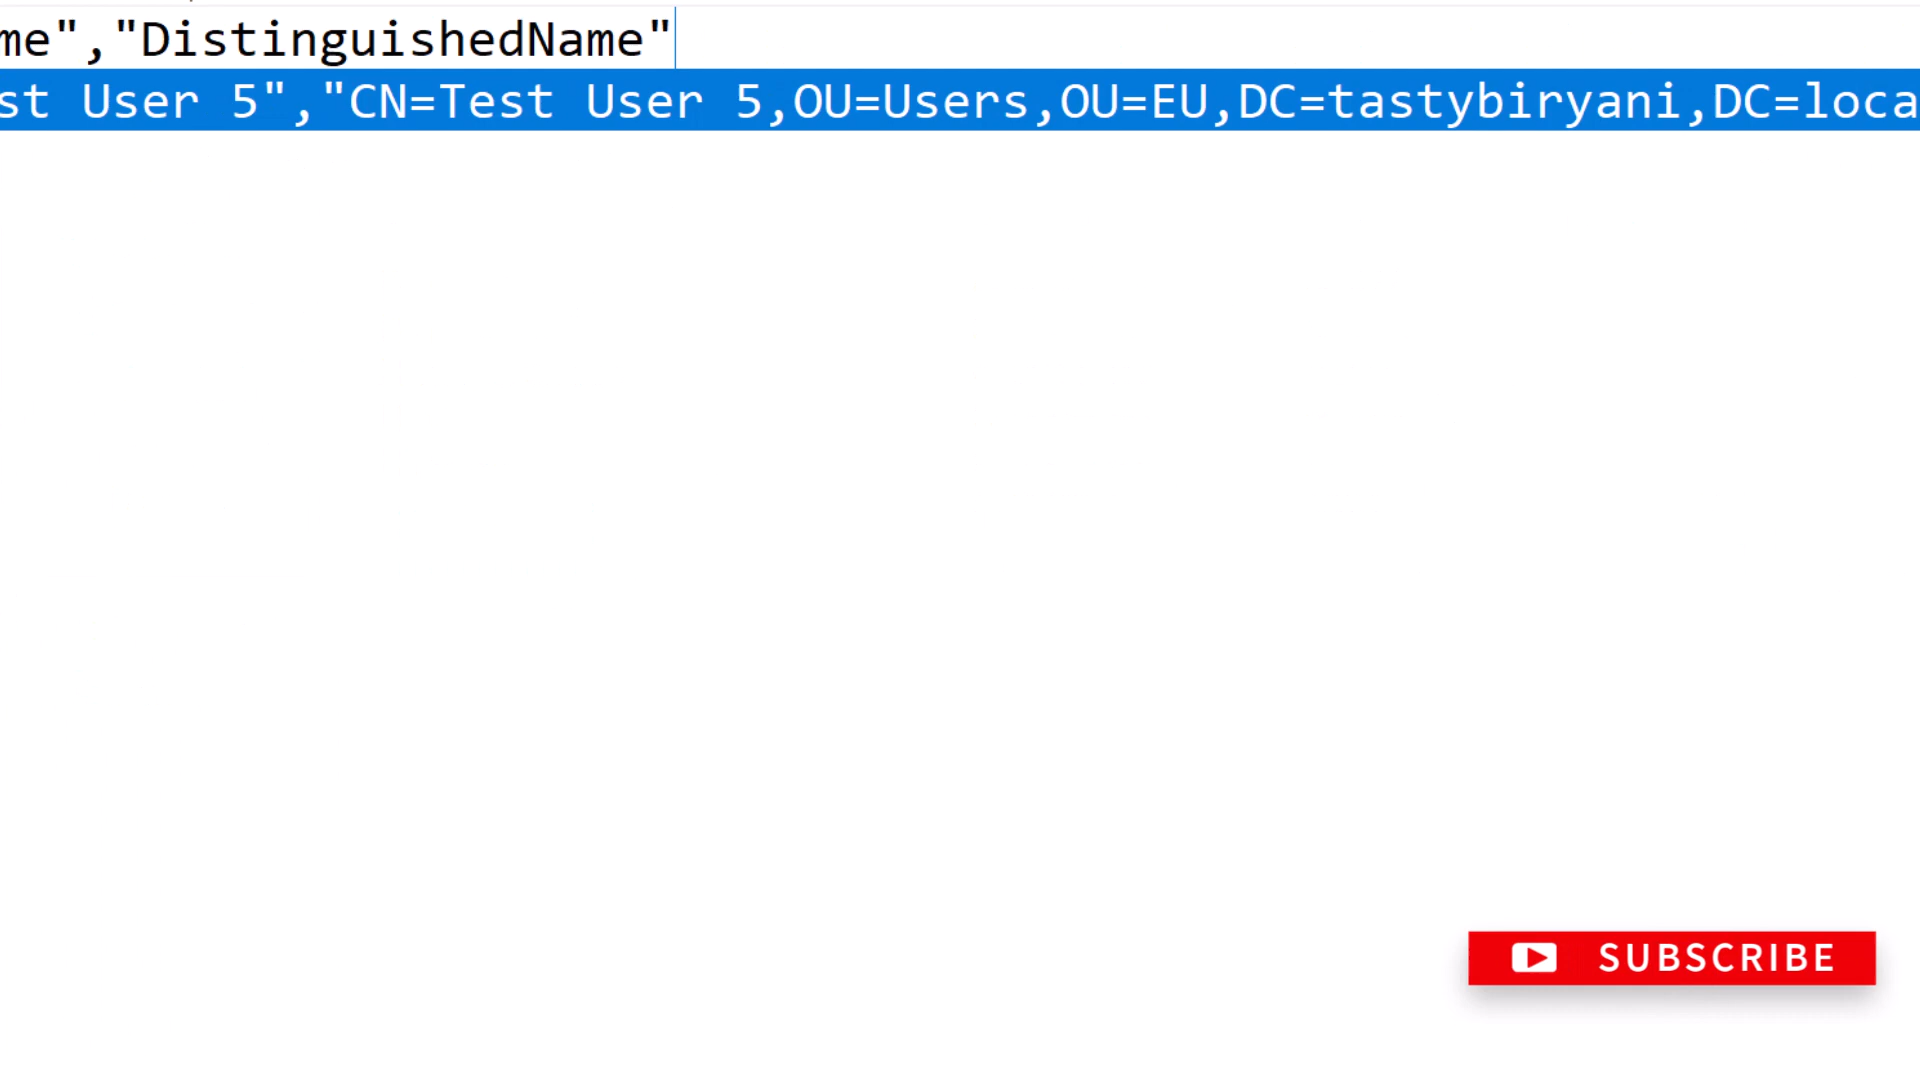 me","DistinguishedName"
st User 5","CN=Test User 5,OU=Users,OU=EU,DC=tastybiryani,DC=loca
SUBSCRIBE